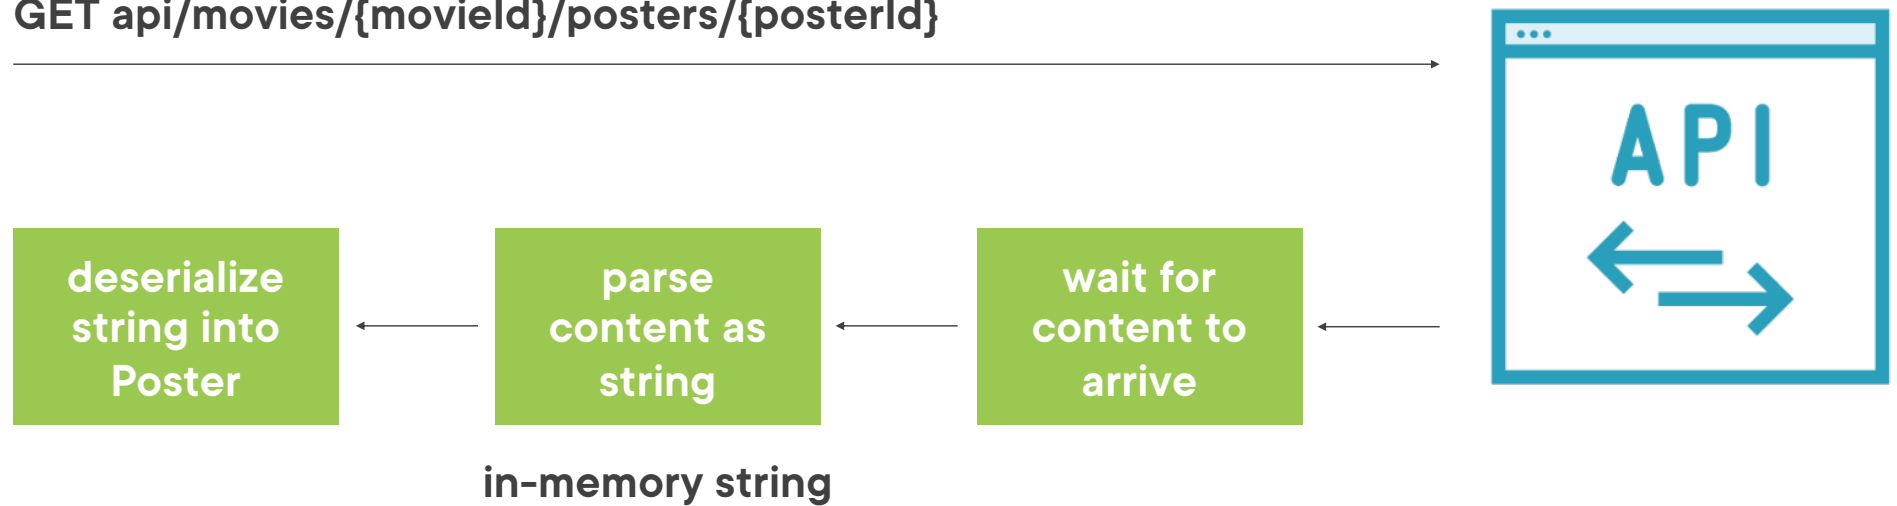 GET api/movies/{movieId}/posters/{posterId}
API
deserialize
string into
Poster
parse
content as
string
wait for
content to
arrive
in-memory string